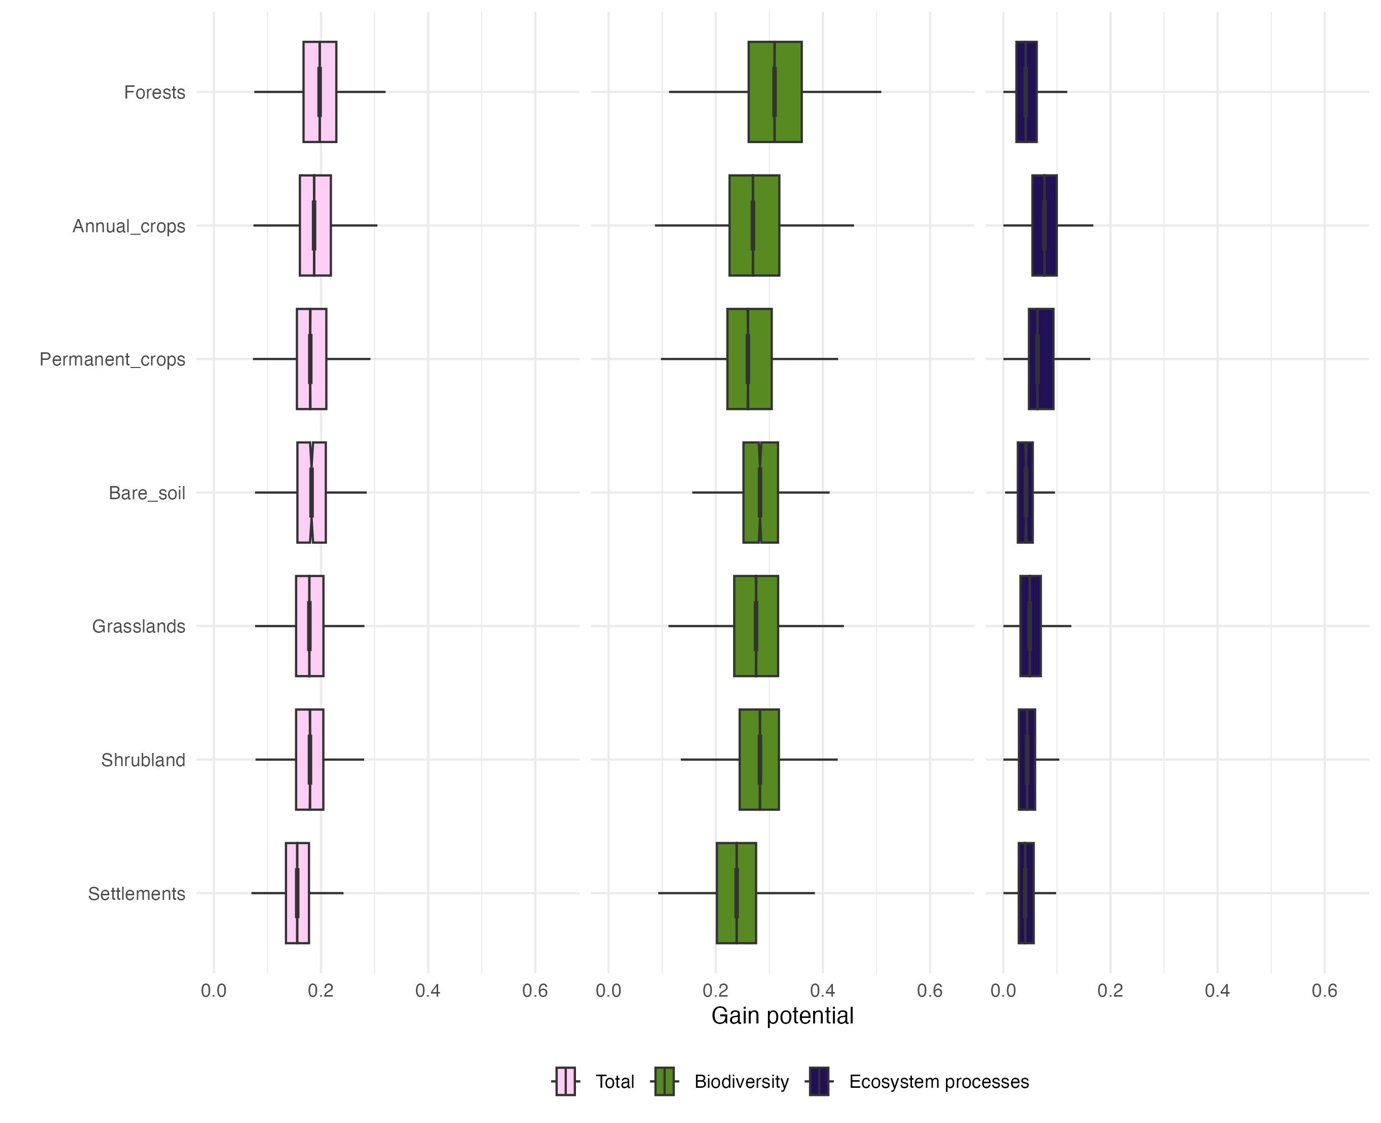 Forests
Annual_crops
Permanent_crops
Bare_soil
Grasslands
Shrubland
Settlements
0.0 0.2 0.4 0.6 0.0 0.2 0.4 0.6 0.0 0.2 0.4 0.6
Gain potential
Total Biodiversity Ecosystem processes